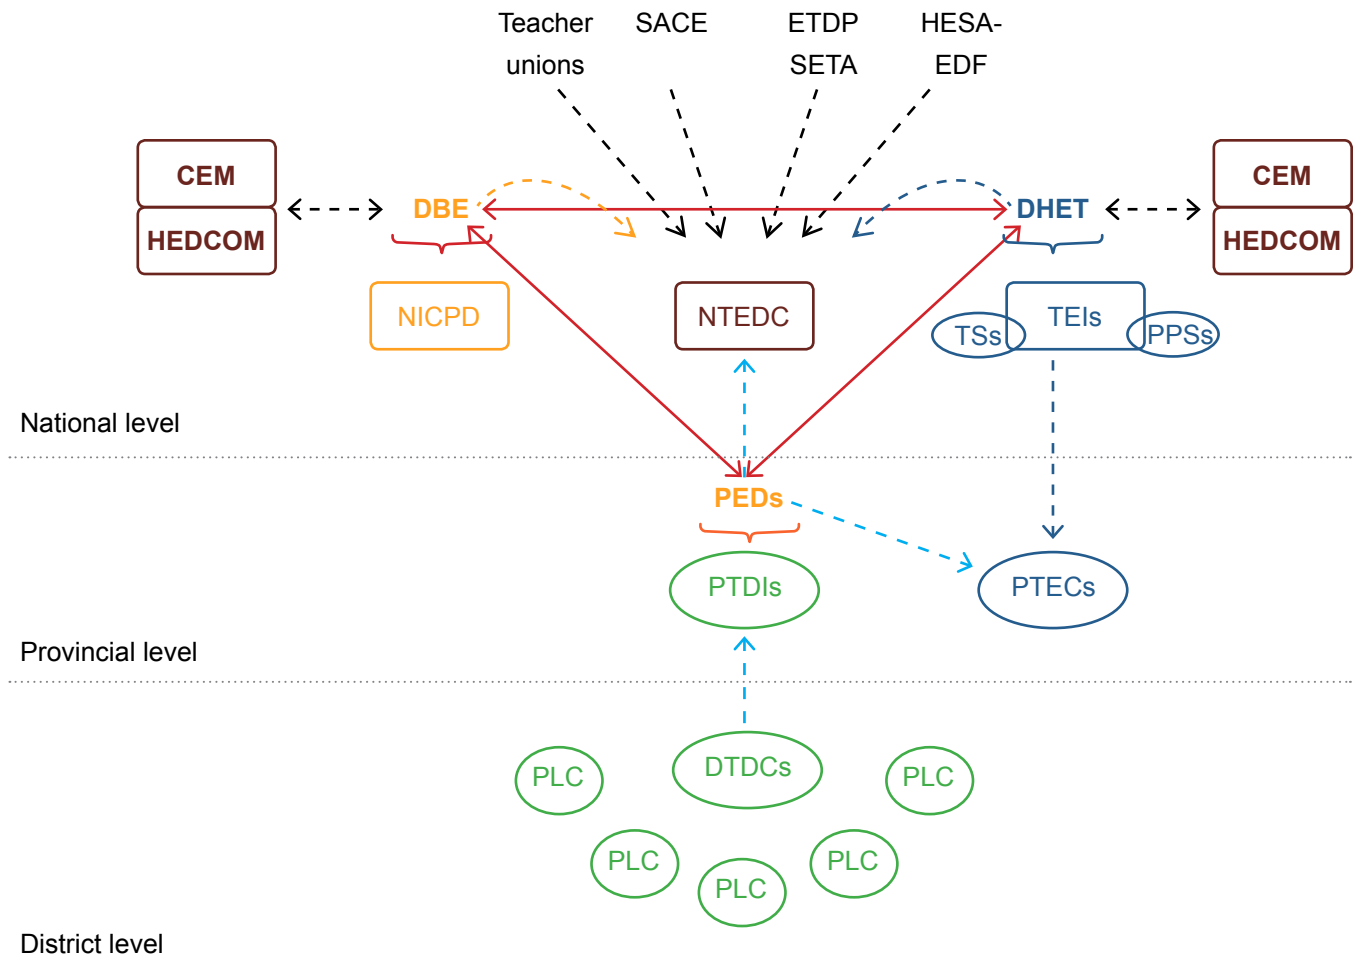 Teacher
unions
SACE
ETDP
SETA
HESA-
EDF
CEM
HEDCOM
DBE
DHET
CEM
HEDCOM
NICPD
NTEDC
TSs
TEIs
PPSs
National level
PEDs
PTDIs
PTECs
Provincial level
PLC
DTDCs
PLC
PLC
PLC
PLC
District level